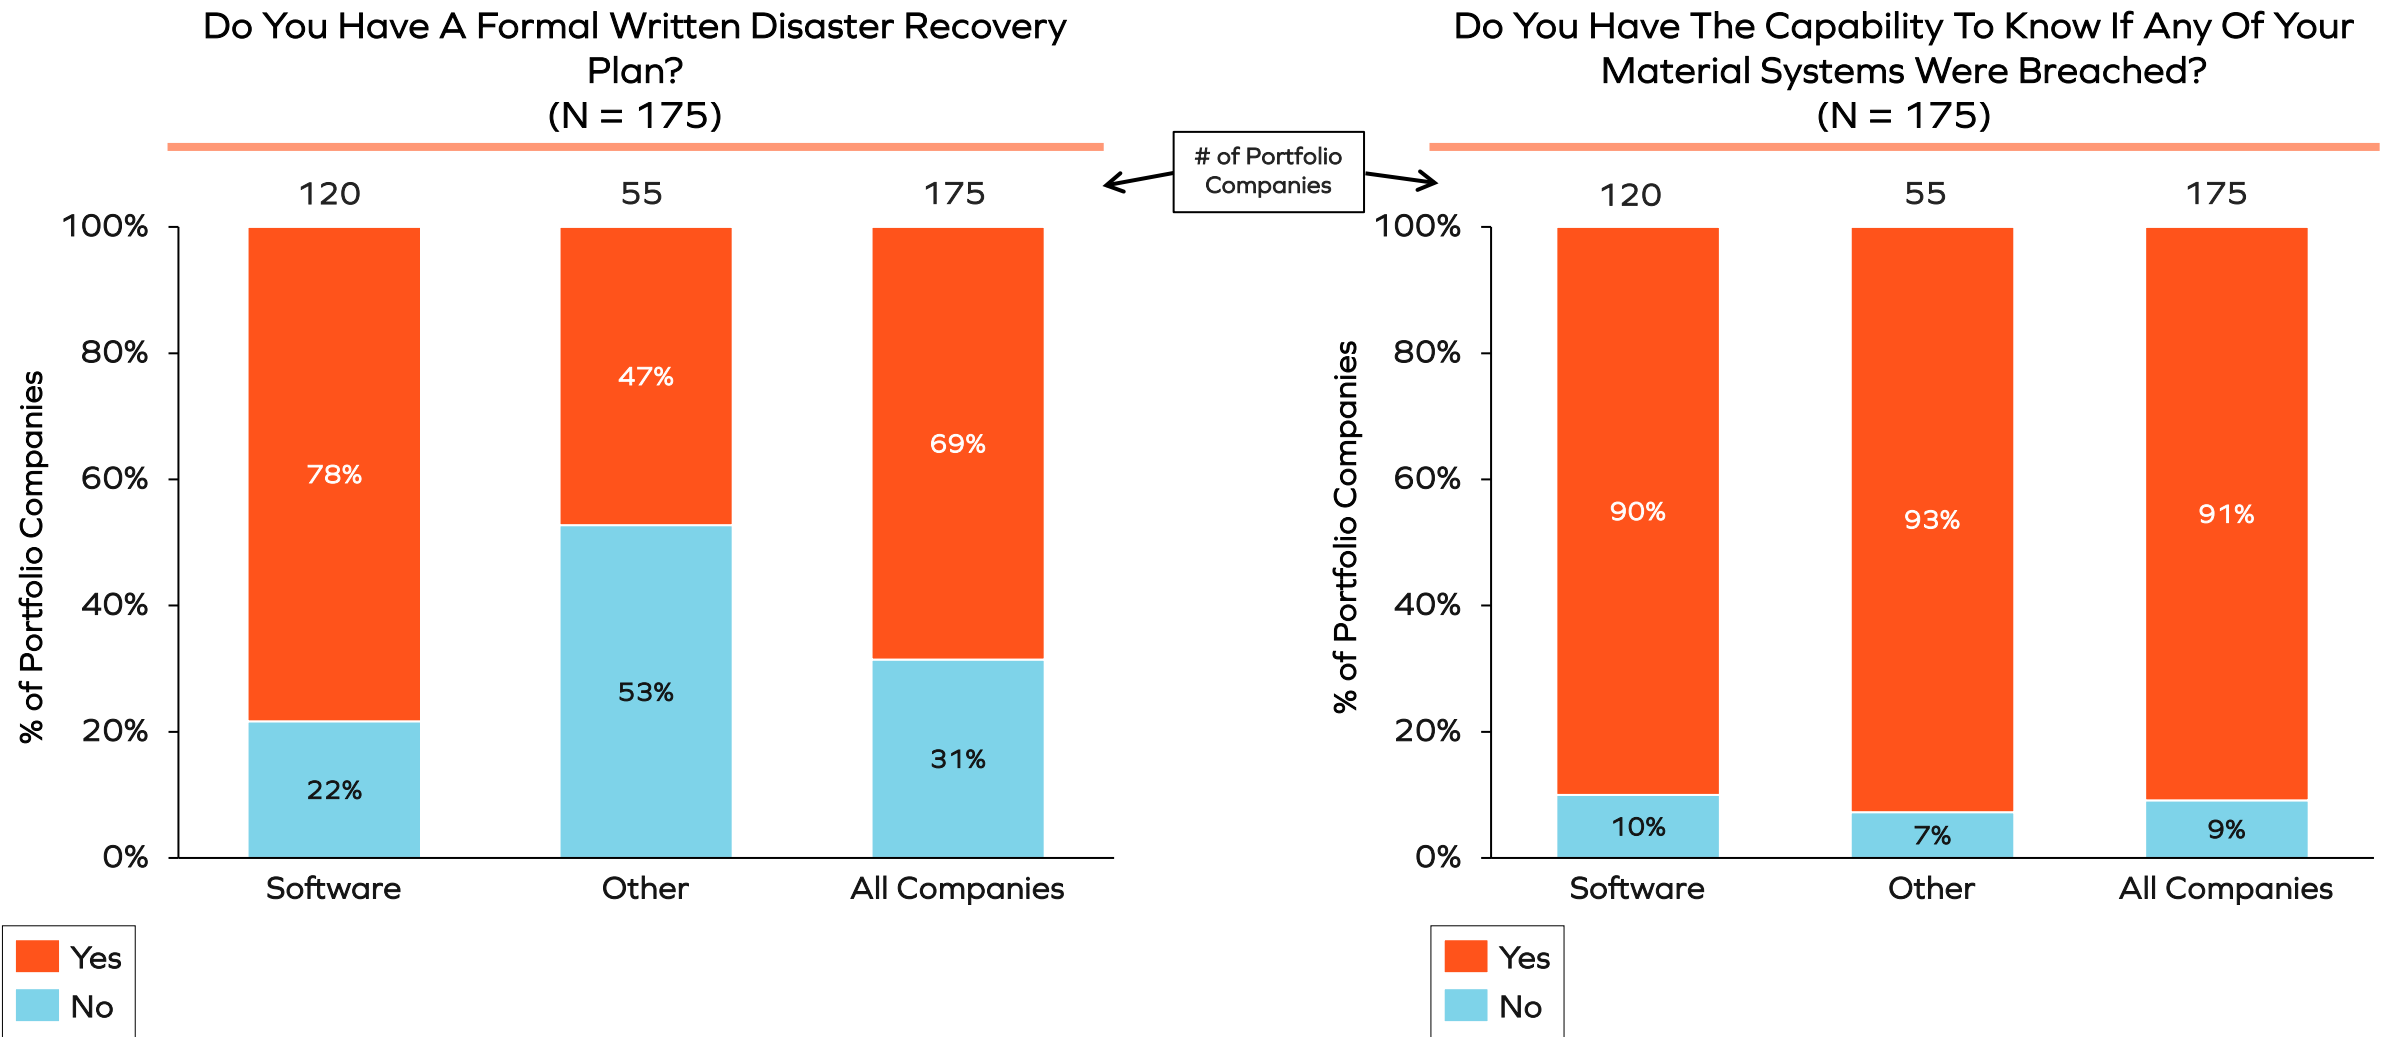 Do You Have A Formal Written Disaster Recovery
Plan?
(N = 175)
120
55
175
100%
80%
60%
40%
20%
0%
% of Portfolio Companies
78%
22%
47%
53%
69%
31%
Software
Other
All Companies
Yes
No
# of Portfolio
Companies
Do You Have The Capability To Know If Any Of Your
Material Systems Were Breached?
(N = 175)
120
55
175
100%
80%
60%
40%
20%
0%
% of Portfolio Companies
90%
10%
93%
7%
91%
9%
Software
Other
All Companies
Yes
No